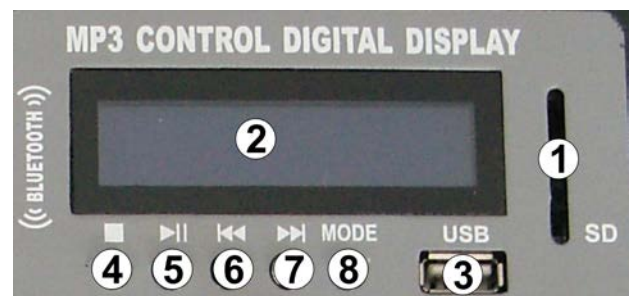 MP3 CONTROL DIGITAL DISPLAY
((( BLUETOOTH )))
2
1
MODE USB SD
4 5 6 7 8 3